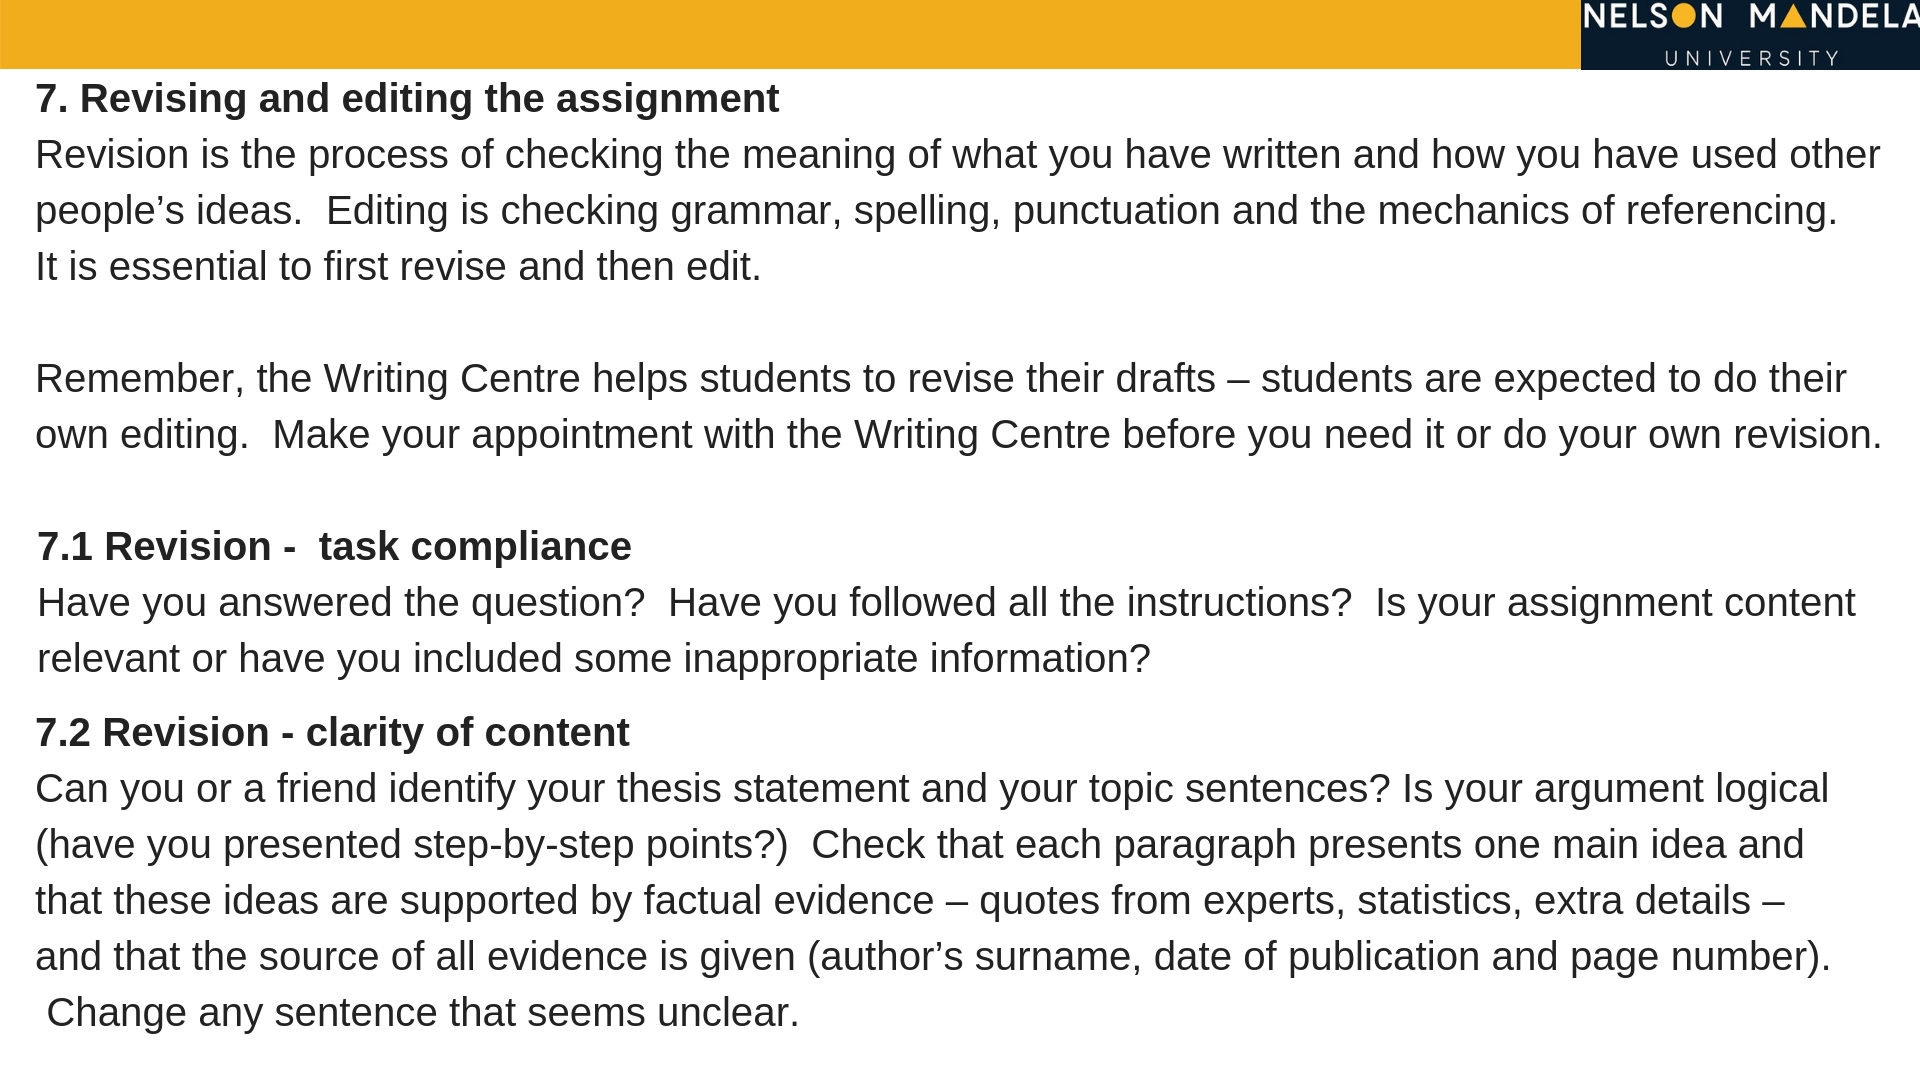 NELSON MANDELA
UNIVERSITY
7. Revising and editing the assignment
Revision is the process of checking the meaning of what you have written and how you have used other
people’s ideas.  Editing is checking grammar, spelling, punctuation and the mechanics of referencing.
It is essential to first revise and then edit.
Remember, the Writing Centre helps students to revise their drafts – students are expected to do their
own editing.  Make your appointment with the Writing Centre before you need it or do your own revision.
7.1 Revision -  task compliance
Have you answered the question?  Have you followed all the instructions?  Is your assignment content
relevant or have you included some inappropriate information?
7.2 Revision - clarity of content
Can you or a friend identify your thesis statement and your topic sentences? Is your argument logical
(have you presented step-by-step points?)  Check that each paragraph presents one main idea and
that these ideas are supported by factual evidence – quotes from experts, statistics, extra details –
and that the source of all evidence is given (author’s surname, date of publication and page number).
Change any sentence that seems unclear.